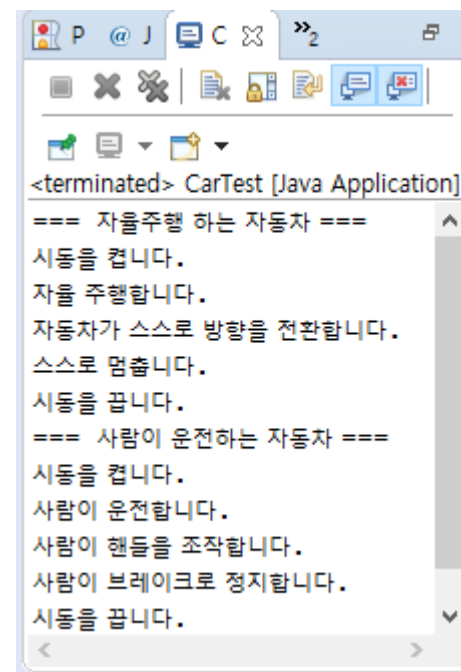 P @ J C »2
<terminated> CarTest [Java Application]
=== 자율주행 하는 자동차 ===
시동을 켭니다.
자율 주행합니다.
자동차가 스스로 방향을 전환합니다.
스스로 멈춥니다.
시동을 끕니다.
=== 사람이 운전하는 자동차 ===
시동을 켭니다.
사람이 운전합니다.
사람이 핸들을 조작합니다.
사람이 브레이크로 정지합니다.
시동을 끕니다.